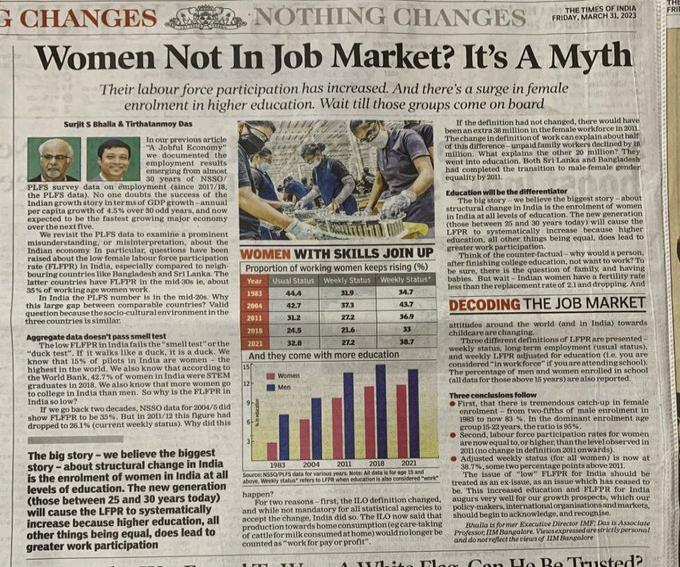 G CHANGES
NOTHING CHANGES
THE TIMES OF INDIA
FRIDAY, MARCH 31, 2023
Women Not In Job Market? It's A Myth
Their labour force participation has increased. And there's a surge in female
enrolment in higher education. Wait till those groups come on board
Surjit S Bhalla & Tirthatanmoy Das
In our previous article
"A Jobful Economy"
we documented the
employment results
emerging from almost
30 years of NSSO/
PLFS survey data on employment (since 2017/18,
the PLFS data). No one doubts the success of the
Indian growth story in terms of GDP growth – annual
per capita growth of 4.5% over 30 odd years, and now
expected to be the fastest growing major economy
over the next five.
We revisit the PLFS data to examine a prominent
misunderstanding, or misinterpretation, about the
Indian economy. In particular, questions have been
raised about the low female labour force participation
rate (FLFPR) in India, especially compared to neigh-
bouring countries like Bangladesh and Sri Lanka. The
latter countries have FLFPR in the mid-30s ie, about
35% of working age women work.
In India the PLFS number is in the mid-20s. Why
this large gap between comparable countries? Valid
question because the socio-cultural environment in the
three countries is similar.
Aggregate data doesn't pass smell test
The low FLFPR in India fails the "smell test" or the
"duck test". If it walks like a duck, it is a duck. We
know that 15% of pilots in India are women – the
highest in the world. We also know that according to
the World Bank, 42.7% of women in India were STEM
graduates in 2018. We also know that more women go
to college in India than men. So why is the FLFPR in
India so low?
If we go back two decades, NSSO data for 2004/5 did
show FLFPR to be 35%. But in 2011/12 this figure had
dropped to 26.1% (current weekly status). Why did this
The big story – we believe the biggest
story – about structural change in India
is the enrolment of women in India at all
levels of education. The new generation
(those between 25 and 30 years today)
will cause the LFPR to systematically
increase because higher education, all
other things being equal, does lead to
greater work participation
WOMEN WITH SKILLS JOIN UP
Proportion of working women keeps rising (%)
Year Usual Status Weekly Status Weekly Status*
1983 44.4 31.9 34.7
2004 42.7 37.3 43.7
2011 31.2 27.2 36.9
2018 24.5 21.6 33
2021 32.8 27.2 38.7
And they come with more education
Women
Men
% education
15
12
9
6
3
1983 2004 2011 2018 2021
Source: NSSO/PLFS data for various years. Note: All data is for age 15 and
above. Weekly status* refers to LFPR when education is also considered "work"
happen?
For two reasons – first, the ILO definition changed,
and while not mandatory for all statistical agencies to
accept the change, India did so. The ILO now said that
production towards home consumption (eg care-taking
of cattle for milk consumed at home) would no longer be
counted as "work for pay or profit".
If the definition had not changed, there would have
been an extra 38 million in the female workforce in 2011.
The change in definition of work can explain about half
of this difference – unpaid family workers declined by 18
million. What explains the other 20 million? They
went into education. Both Sri Lanka and Bangladesh
had completed the transition to male-female gender
equality by 2011.
Education will be the differentiator
The big story – we believe the biggest story – about
structural change in India is the enrolment of women
in India at all levels of education. The new generation
(those between 25 and 30 years today) will cause the
LFPR to systematically increase because higher
education, all other things being equal, does lead to
greater work participation.
Think of the counter-factual – why would a person,
after finishing college education, not want to work? To
be sure, there is the question of family, and having
babies. But wait – Indian women have a fertility rate
less than the replacement rate of 2.1 and dropping. And
DECODING THE JOB MARKET
attitudes around the world (and in India) towards
childcare are changing.
Three different definitions of LFPR are presented –
weekly status, long-term employment (usual status),
and weekly LFPR adjusted for education (i.e. you are
considered "in workforce" if you are attending school).
The percentage of men and women enrolled in school
(all data for those above 15 years) are also reported.
Three conclusions follow
● First, that there is tremendous catch-up in female
enrolment – from two-fifths of male enrolment in
1983 to now 83 %. In the dominant enrolment age
group 15-22 years, the ratio is 95%.
● Second, labour force participation rates for women
are now equal to, or higher, than the level observed in
2011 (no change in definition 2011 onwards).
● Adjusted weekly status (for all women) is now at
38.7%, some two percentage points above 2011.
The issue of "low" FLFPR for India should be
treated as an ex-issue, as an issue which has ceased to
be. This increased education and FLFPR for India
augurs very well for our growth prospects, which our
policy-makers, international organisations and markets,
should begin to acknowledge, and recognise.
Bhalla is former Executive Director IMF; Das is Associate
Professor, IIM Bangalore. Views expressed are strictly personal
and do not reflect the views of IIM Bangalore